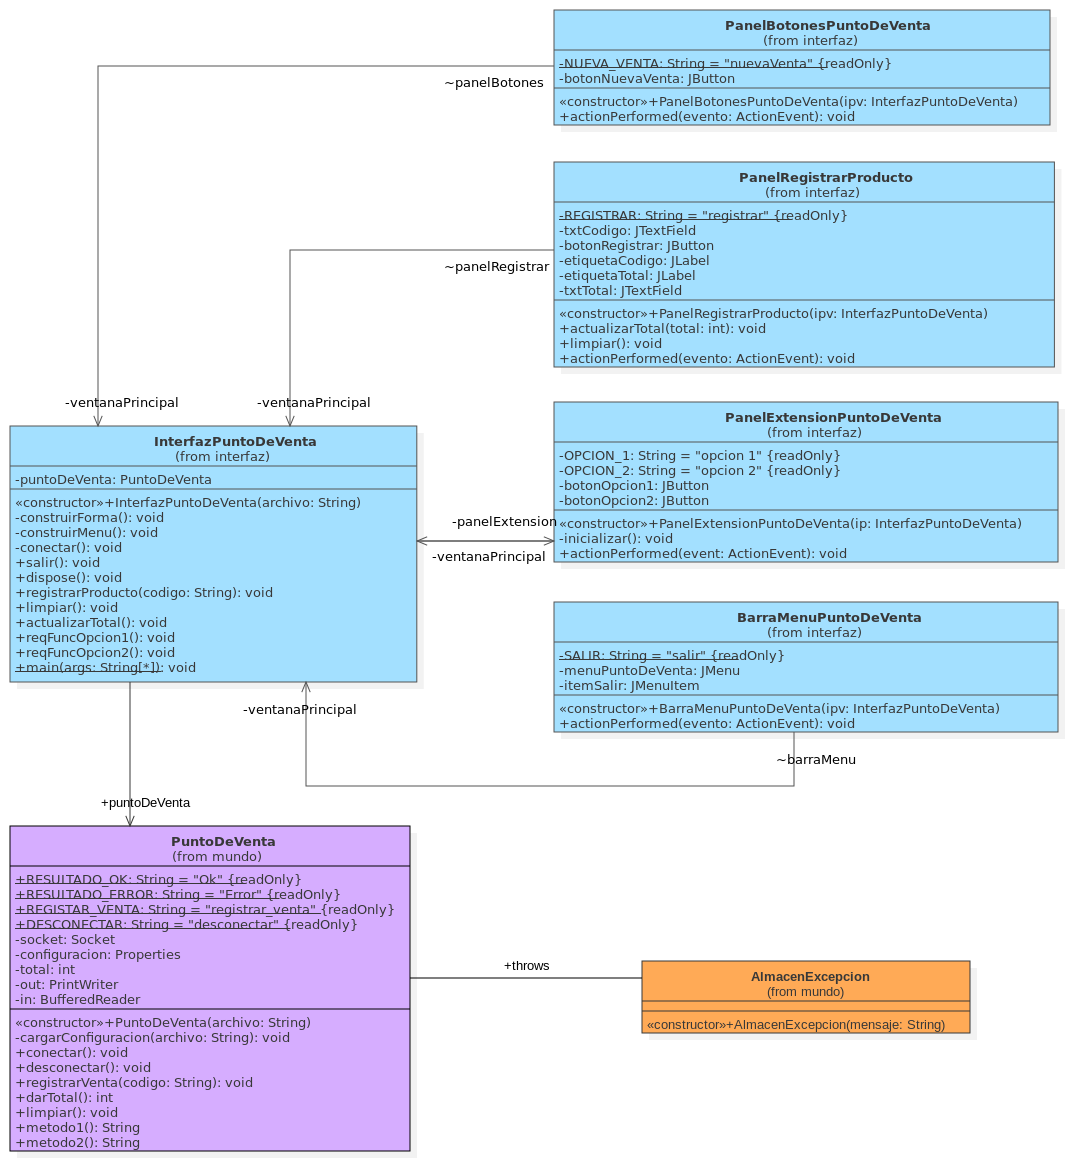 PanelBotonesPuntoDeVenta
(from interfaz)
-NUEVA_VENTA: String = "nuevaVenta" {readOnly}
-botonNuevaVenta: JButton
«constructor»+PanelBotonesPuntoDeVenta(ipv: InterfazPuntoDeVenta)
+actionPerformed(evento: ActionEvent): void
~panelBotones
PanelRegistrarProducto
(from interfaz)
-REGISTRAR: String = "registrar" {readOnly}
-txtCodigo: JTextField
-botonRegistrar: JButton
-etiquetaCodigo: JLabel
-etiquetaTotal: JLabel
-txtTotal: JTextField
«constructor»+PanelRegistrarProducto(ipv: InterfazPuntoDeVenta)
+actualizarTotal(total: int): void
+limpiar(): void
+actionPerformed(evento: ActionEvent): void
~panelRegistrar
-ventanaPrincipal
-ventanaPrincipal
InterfazPuntoDeVenta
(from interfaz)
-puntoDeVenta: PuntoDeVenta
«constructor»+InterfazPuntoDeVenta(archivo: String)
-construirForma(): void
-construirMenu(): void
-conectar(): void
+salir(): void
+dispose(): void
+registrarProducto(codigo: String): void
+limpiar(): void
+actualizarTotal(): void
+reqFuncOpcion1(): void
+reqFuncOpcion2(): void
+main(args: String[*]): void
PanelExtensionPuntoDeVenta
(from interfaz)
-OPCION_1: String = "opcion 1" {readOnly}
-OPCION_2: String = "opcion 2" {readOnly}
-botonOpcion1: JButton
-botonOpcion2: JButton
«constructor»+PanelExtensionPuntoDeVenta(ip: InterfazPuntoDeVenta)
-inicializar(): void
+actionPerformed(event: ActionEvent): void
-panelExtension
-ventanaPrincipal
BarraMenuPuntoDeVenta
(from interfaz)
-SALIR: String = "salir" {readOnly}
-menuPuntoDeVenta: JMenu
-itemSalir: JMenuItem
«constructor»+BarraMenuPuntoDeVenta(ipv: InterfazPuntoDeVenta)
+actionPerformed(evento: ActionEvent): void
-ventanaPrincipal
~barraMenu
+puntoDeVenta
PuntoDeVenta
(from mundo)
+RESULTADO_OK: String = "Ok" {readOnly}
+RESULTADO_ERROR: String = "Error" {readOnly}
+REGISTAR_VENTA: String = "registrar_venta" {readOnly}
+DESCONECTAR: String = "desconectar" {readOnly}
-socket: Socket
-configuracion: Properties
-total: int
-out: PrintWriter
-in: BufferedReader
«constructor»+PuntoDeVenta(archivo: String)
-cargarConfiguracion(archivo: String): void
+conectar(): void
+desconectar(): void
+registrarVenta(codigo: String): void
+darTotal(): int
+limpiar(): void
+metodo1(): String
+metodo2(): String
+throws
AlmacenExcepcion
(from mundo)
«constructor»+AlmacenExcepcion(mensaje: String)